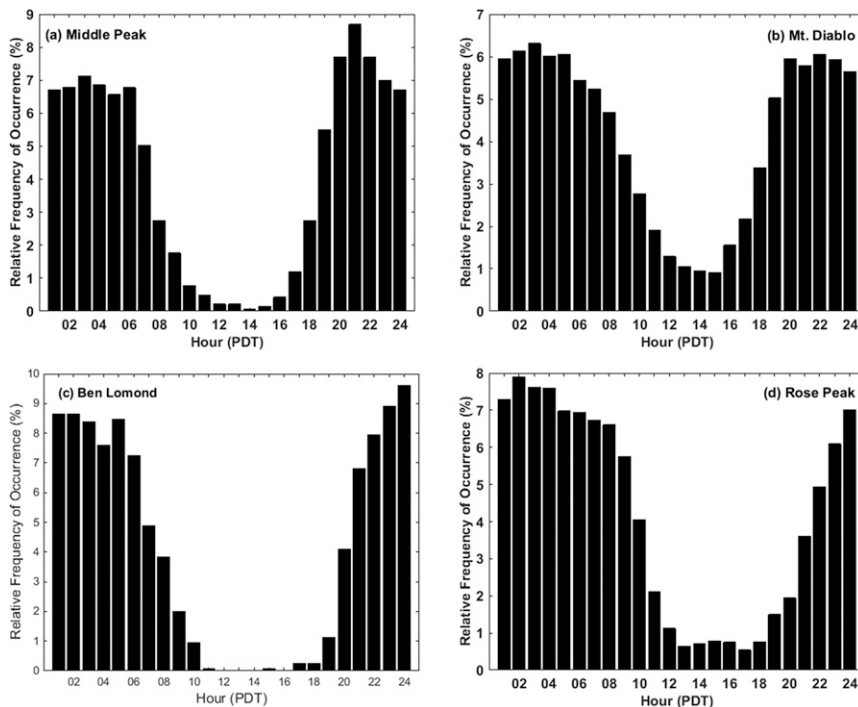 (a) Middle Peak
Relative Frequency of Occurrence (%)
9
8
7
6
5
4
3
2
1
0
02 04 06 08 10 12 14 16 18 20 22 24
Hour (PDT)
(b) Mt. Diablo
Relative Frequency of Occurrence (%)
7
6
5
4
3
2
1
0
02 04 06 08 10 12 14 16 18 20 22 24
Hour (PDT)
(c) Ben Lomond
Relative Frequency of Occurrence (%)
10
9
8
7
6
5
4
3
2
1
0
02 04 06 08 10 12 14 16 18 20 22 24
Hour (PDT)
(d) Rose Peak
Relative Frequency of Occurrence (%)
8
7
6
5
4
3
2
1
0
02 04 06 08 10 12 14 16 18 20 22 24
Hour (PDT)